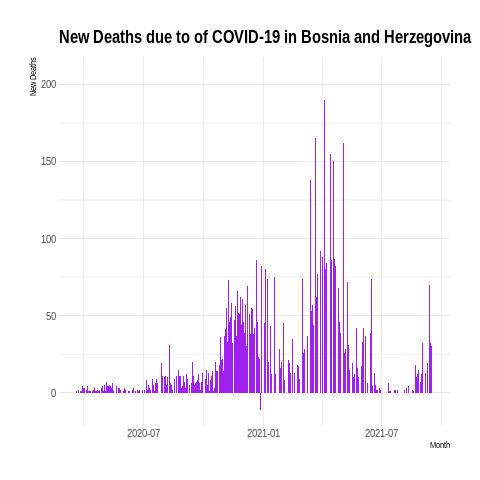 New Deaths due to of COVID-19 in Bosnia and Herzegovina
New Deaths
200
150
100
50
0
2020-07 2021-01 2021-07
Month